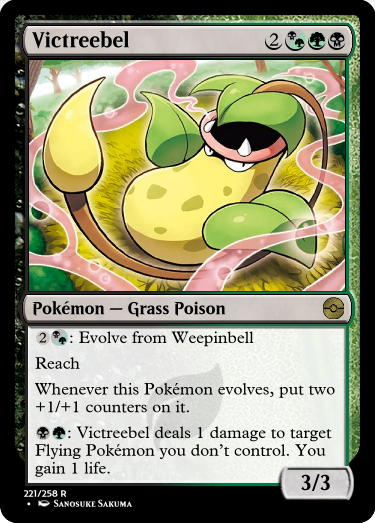 Victreebel 2
Pokémon — Grass Poison
2 : Evolve from Weepinbell
Reach
Whenever this Pokémon evolves, put two
+1/+1 counters on it.
: Victreebel deals 1 damage to target
Flying Pokémon you don't control. You
gain 1 life.
3/3
221/258 R
• Sanosuke Sakuma